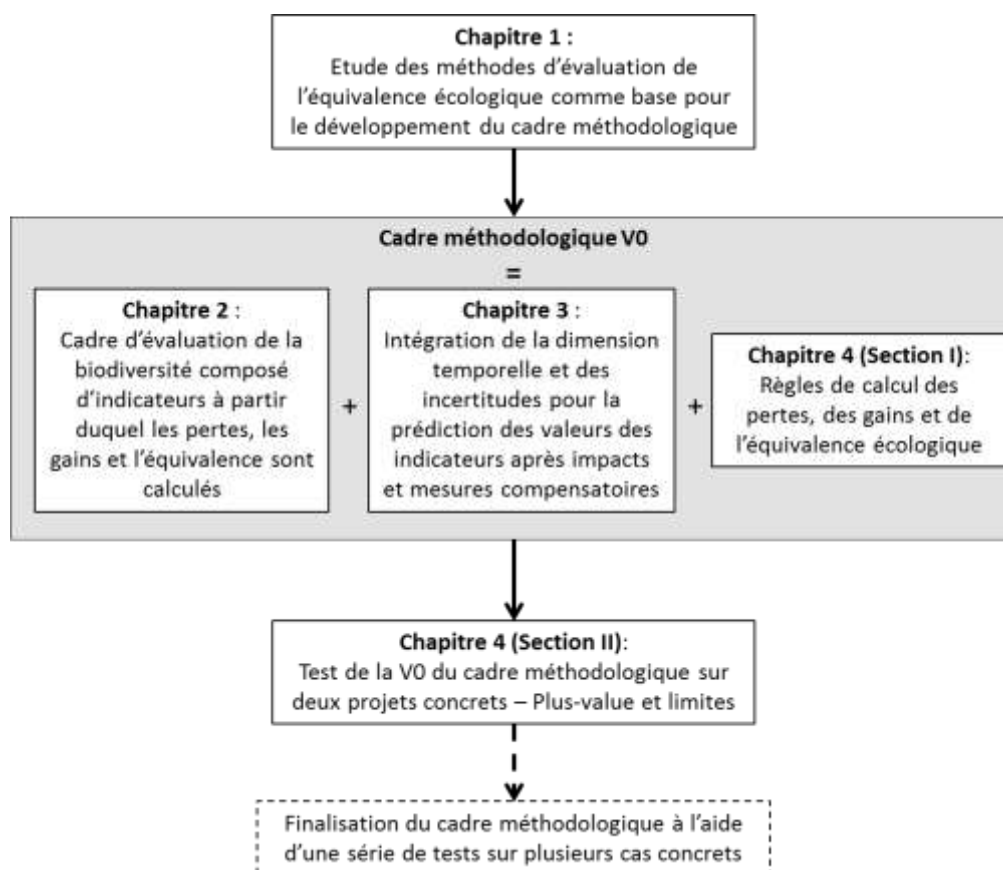 Chapitre 1 :
Etude des méthodes d'évaluation de
l'équivalence écologique comme base pour
le développement du cadre méthodologique
Cadre méthodologique V0
=
Chapitre 2 :
Cadre d'évaluation de la
biodiversité composé
d'indicateurs à partir
duquel les pertes, les
gains et l'équivalence sont
calculés
+
Chapitre 3 :
Intégration de la dimension
temporelle et des
incertitudes pour la
prédiction des valeurs des
indicateurs après impacts
et mesures compensatoires
+
Chapitre 4 (Section I):
Règles de calcul des
pertes, des gains et de
l'équivalence écologique
Chapitre 4 (Section II):
Test de la V0 du cadre méthodologique sur
deux projets concrets – Plus-value et limites
Finalisation du cadre méthodologique à l'aide
d'une série de tests sur plusieurs cas concrets